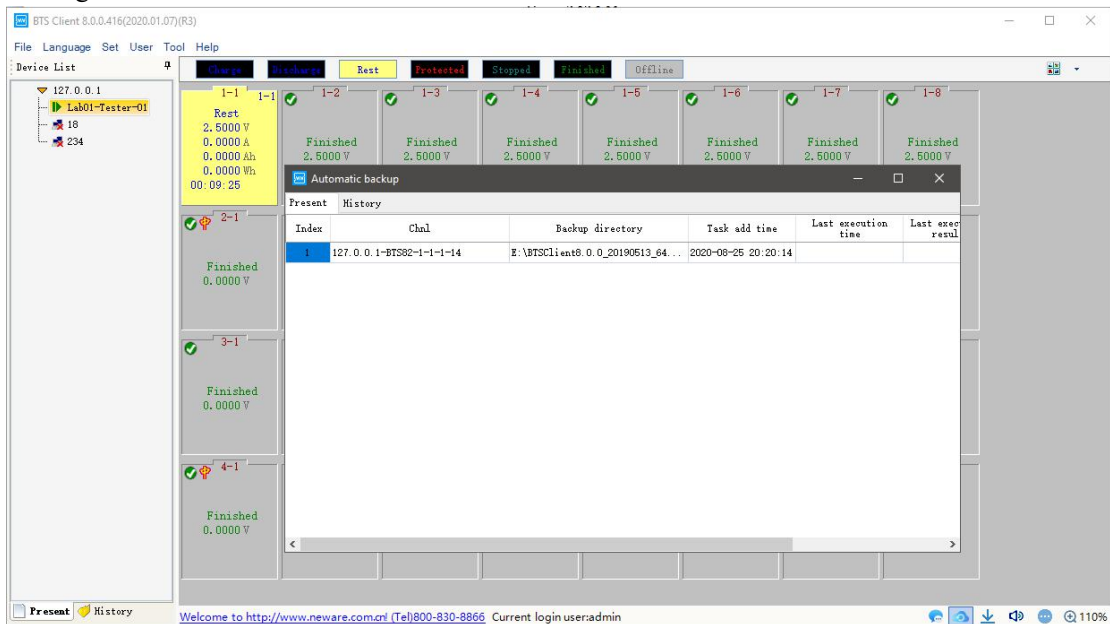 BTS Client 8.0.0.416(2020.01.07)(R3)
File Language Set User Tool Help
Device List
Charge Discharge Rest Protected Stopped Finished Offline
127.0.0.1
Lab01-Tester-01
18
234
1-1 1-1 1-2 1-3 1-4 1-5 1-6 1-7 1-8
Rest
2.5000 V
0.0000 A
0.0000 Ah
0.0000 Wh
00:09:25
Finished Finished Finished Finished Finished Finished Finished
2.5000 V 2.5000 V 2.5000 V 2.5000 V 2.5000 V 2.5000 V 2.5000 V
Automatic backup
Present History
Index Chnl Backup directory Task add time Last execution time Last exec resul
1 127.0.0.1-BTS82-1-1-1-14 E:\BTSClient8.0.0_20190513_64... 2020-08-25 20:20:14
2-1
Finished
0.0000 V
3-1
Finished
0.0000 V
4-1
Finished
0.0000 V
Present History
Welcome to http://www.neware.com.cn! (Tel)800-830-8866 Current login user:admin
110%